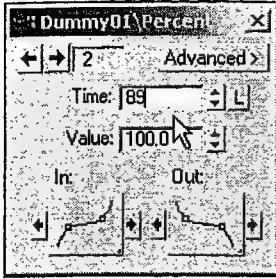 Dummy01\Percent
2 Advanced >
Time: 89 L
Value: 100.0
In: Out: